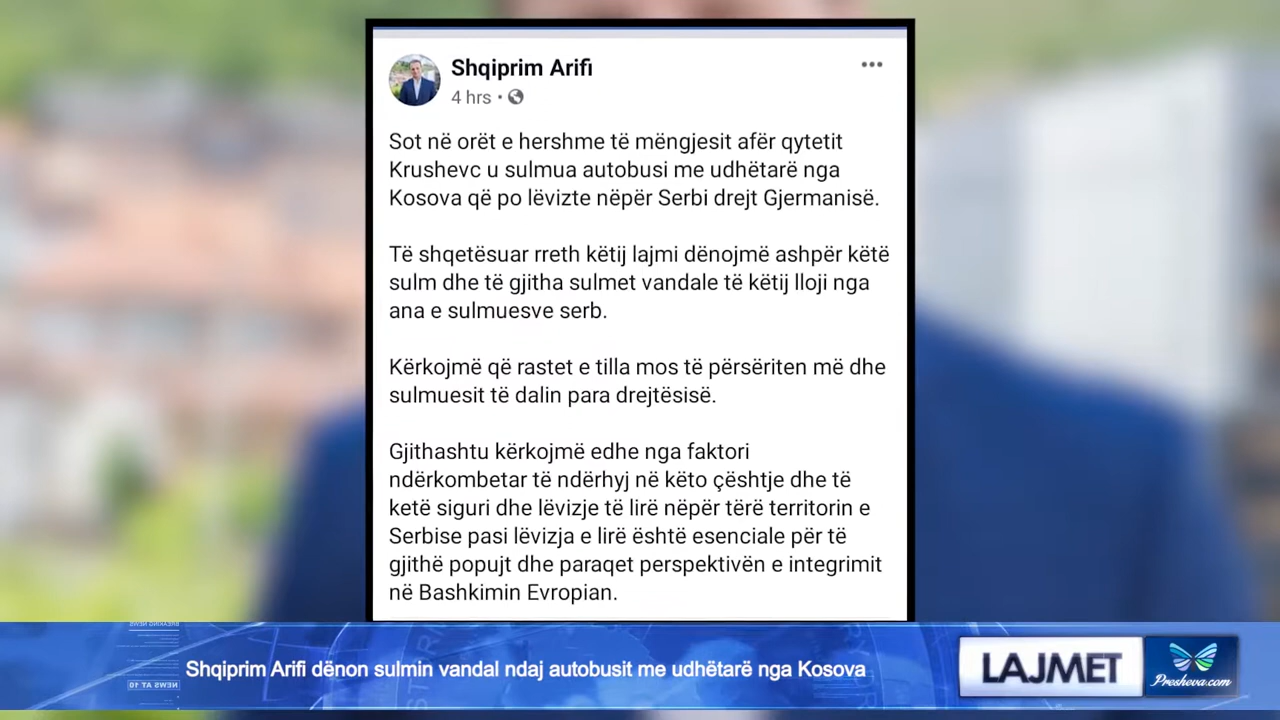 Shqiprim Arifi
4 hrs •
Sot në orët e hershme të mëngjesit afër qytetit
Krushevc u sulmua autobusi me udhëtarë nga
Kosova që po lëvizte nëpër Serbi drejt Gjermanisë.
Të shqetësuar rreth këtij lajmi dënojmë ashpër këtë
sulm dhe të gjitha sulmet vandale të këtij lloji nga
ana e sulmuesve serb.
Kërkojmë që rastet e tilla mos të përsëriten më dhe
sulmuesit të dalin para drejtësisë.
Gjithashtu kërkojmë edhe nga faktori
ndërkombetar të ndërhyj në këto çështje dhe të
ketë siguri dhe lëvizje të lirë nëpër tërë territorin e
Serbise pasi lëvizja e lirë është esenciale për të
gjithë popujt dhe paraqet perspektivën e integrimit
në Bashkimin Evropian.
BREAKING NEWS
NEWS AT 10
Shqiprim Arifi dënon sulmin vandal ndaj autobusit me udhëtarë nga Kosova
LAJMET
Presheva.com